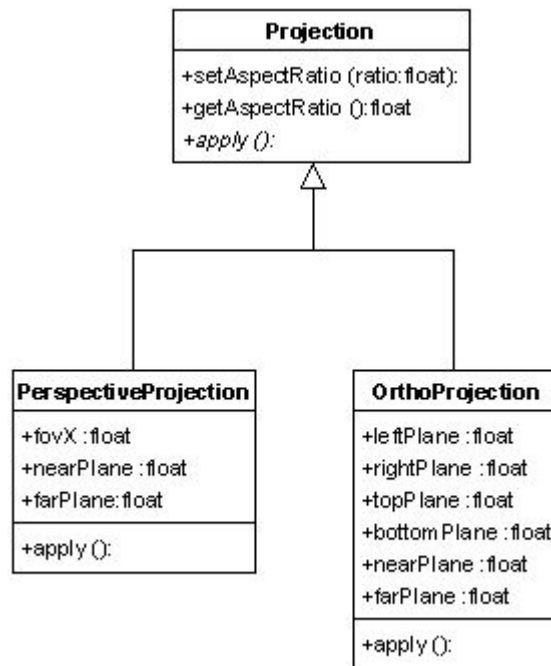 Projection
+setAspectRatio (ratio:float):
+getAspectRatio ():float
+apply ():
PerspectiveProjection
+fovX :float
+nearPlane :float
+farPlane:float
+apply ():
OrthoProjection
+leftPlane :float
+rightPlane :float
+topPlane :float
+bottomPlane :float
+nearPlane :float
+farPlane :float
+apply ():